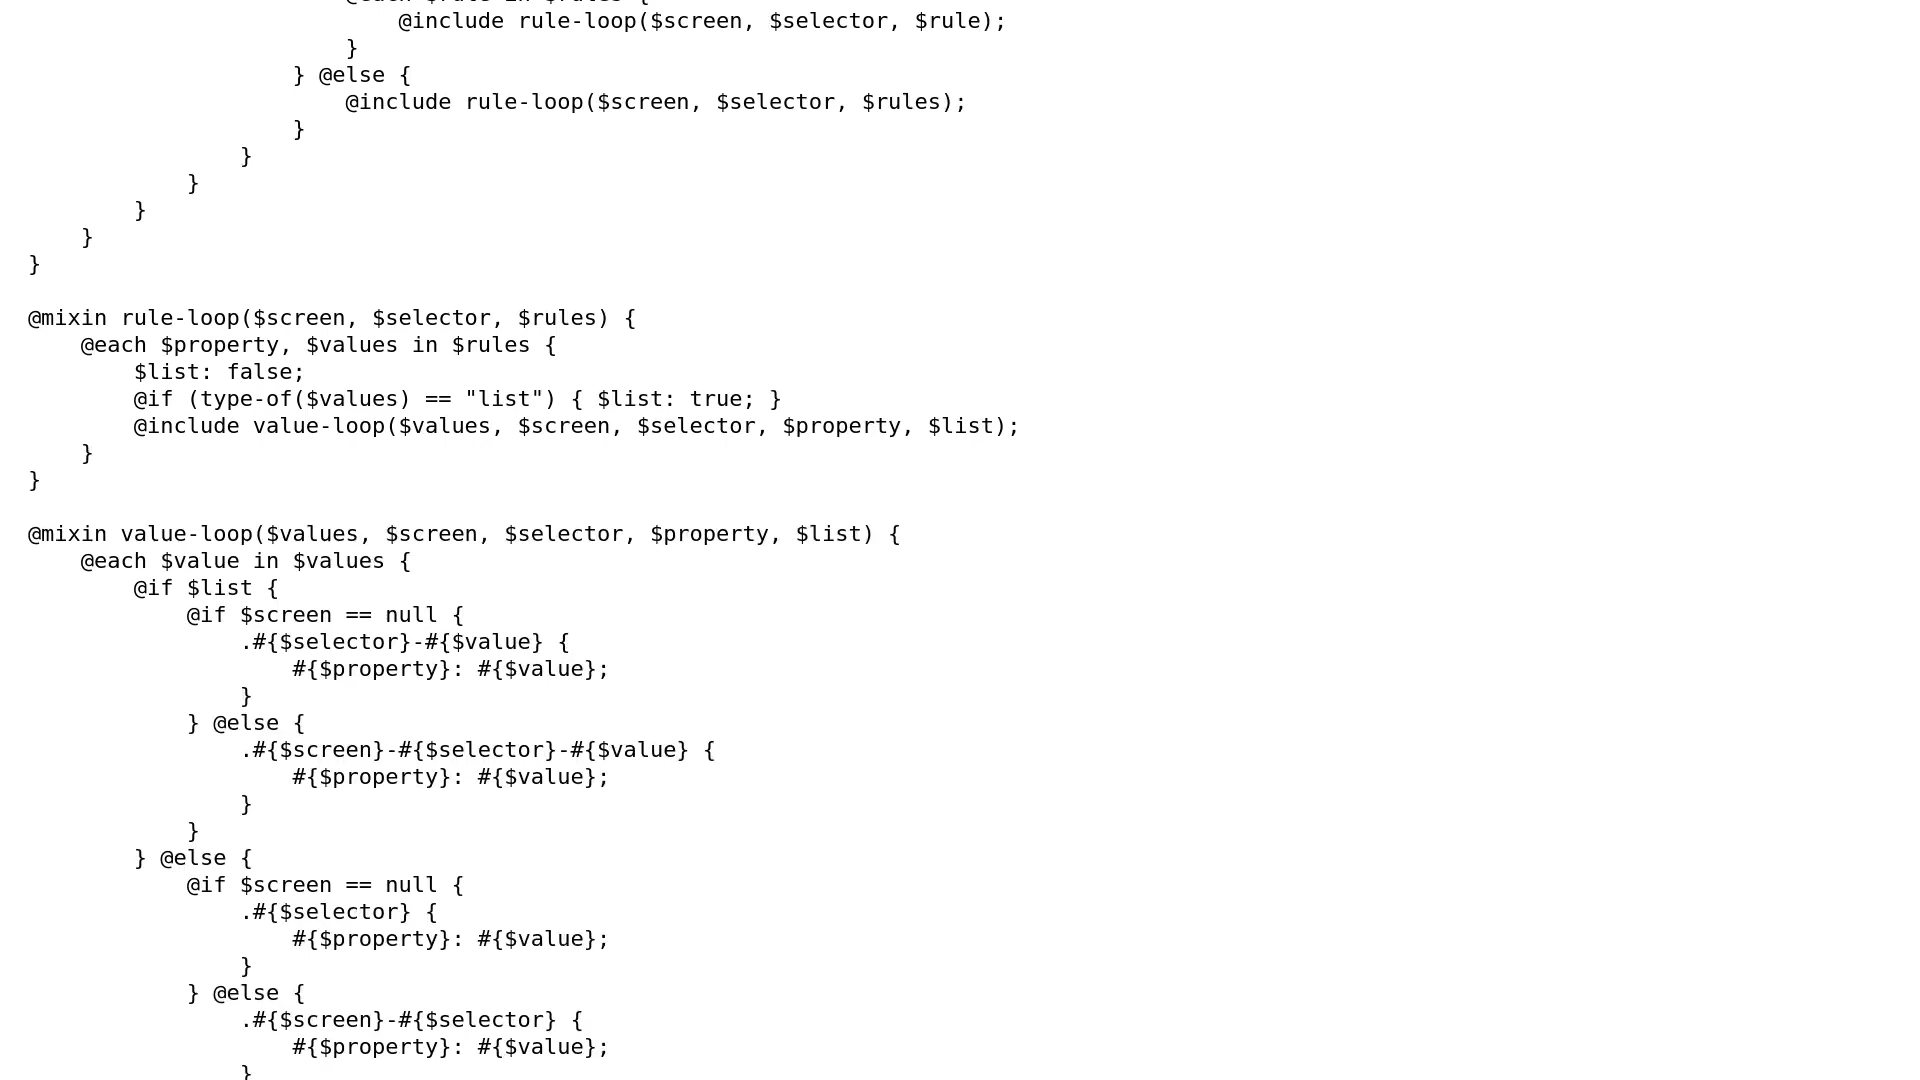 @each $rule in $rules {
@include rule-loop($screen, $selector, $rule);
}
} @else {
@include rule-loop($screen, $selector, $rules);
}
}
}
}
}
}
@mixin rule-loop($screen, $selector, $rules) {
@each $property, $values in $rules {
$list: false;
@if (type-of($values) == "list") { $list: true; }
@include value-loop($values, $screen, $selector, $property, $list);
}
}
@mixin value-loop($values, $screen, $selector, $property, $list) {
@each $value in $values {
@if $list {
@if $screen == null {
.#{$selector}-#{$value} {
#{$property}: #{$value};
}
} @else {
.#{$screen}-#{$selector}-#{$value} {
#{$property}: #{$value};
}
}
} @else {
@if $screen == null {
.#{$selector} {
#{$property}: #{$value};
}
} @else {
.#{$screen}-#{$selector} {
#{$property}: #{$value};
}